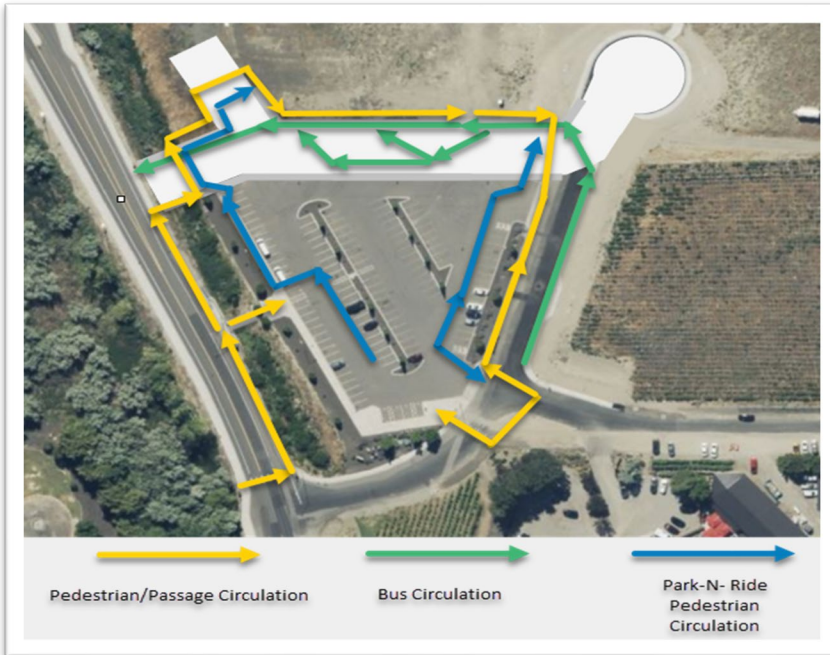 Pedestrian/Passage Circulation
Bus Circulation
Park-N- Ride
Pedestrian
Circulation